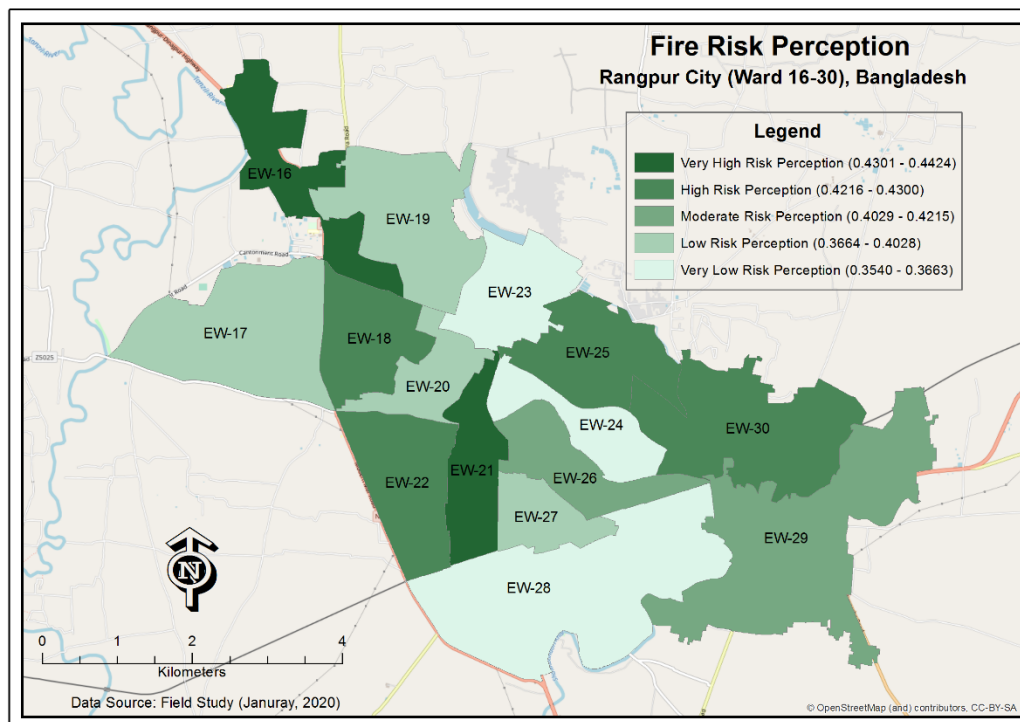 Fire Risk Perception
Rangpur City (Ward 16-30), Bangladesh
Legend
Very High Risk Perception (0.4301 - 0.4424)
High Risk Perception (0.4216 - 0.4300)
Moderate Risk Perception (0.4029 - 0.4215)
Low Risk Perception (0.3664 - 0.4028)
Very Low Risk Perception (0.3540 - 0.3663)
EW-16
EW-19
Cantonment Road
Road
EW-23
EW-17
EW-18
EW-25
Z5025
EW-20
EW-24
EW-30
EW-21
EW-22
EW-26
EW-27
EW-29
EW-28
N
0 1 2 4
Kilometers
Data Source: Field Study (Januray, 2020)
© OpenStreetMap (and) contributors, CC-BY-SA